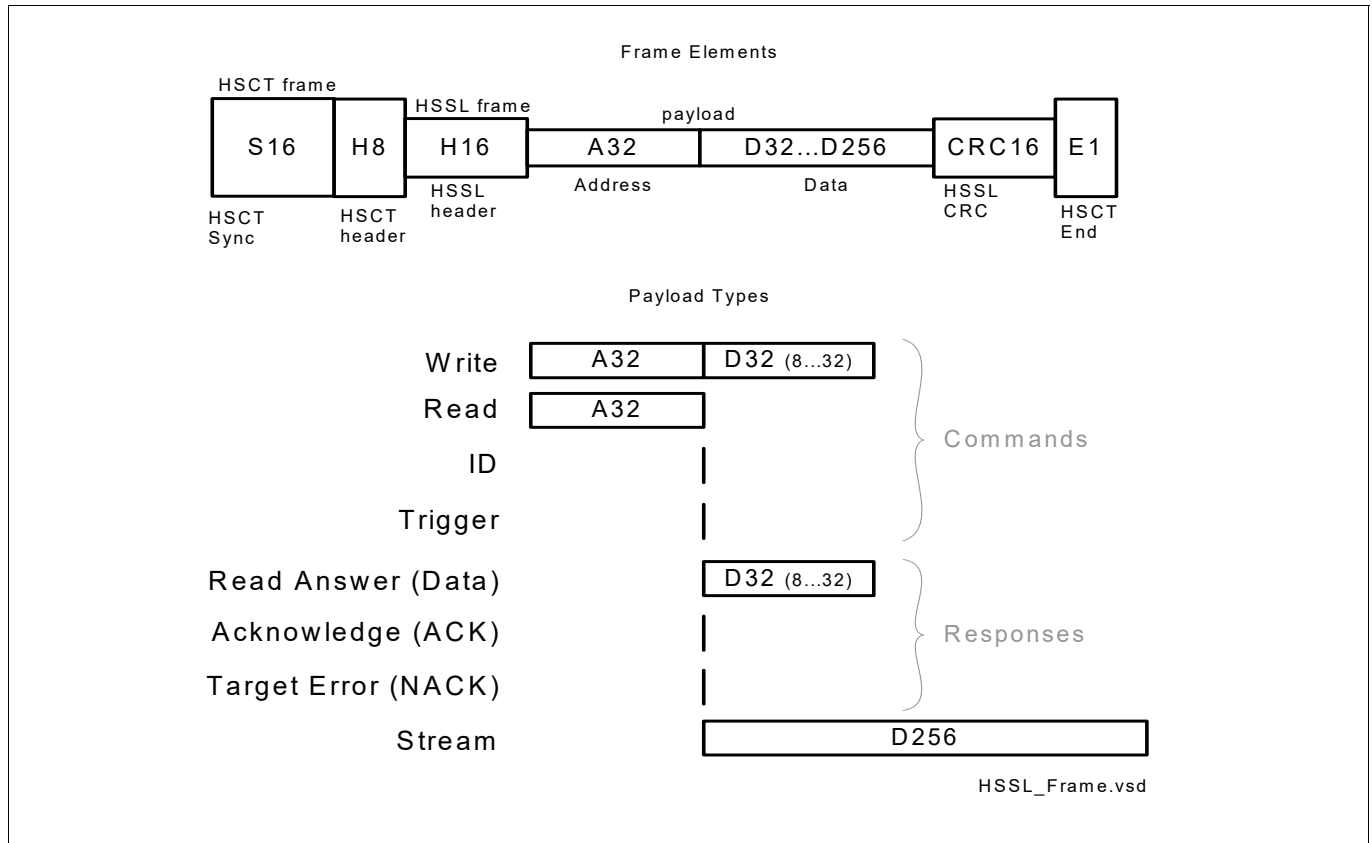 Frame Elements
HSCT frame
HSSL frame
payload
S16 H8 H16 A32 D32...D256 CRC16 E1
Address Data
HSCT
Sync
HSCT
header
HSSL
header
HSSL
CRC
HSCT
End
Payload Types
Write A32 D32 (8...32)
Read A32
Commands
ID
Trigger
Read Answer (Data) D32 (8...32)
Acknowledge (ACK) Responses
Target Error (NACK)
Stream D256
HSSL_Frame.vsd